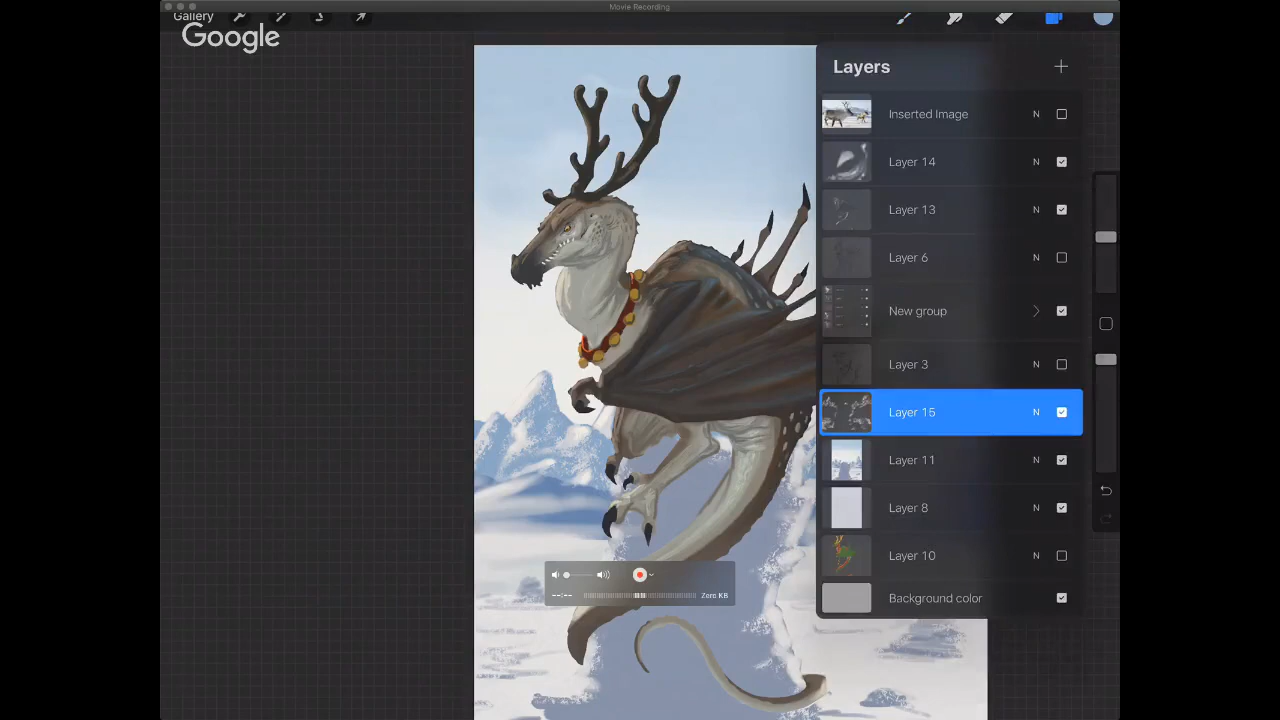 Movie Recording
Gallery
Google
Layers
Inserted Image N
Layer 14 N
Layer 13 N
Layer 6 N
New group
Layer 3 N
Layer 15 N
Layer 11 N
Layer 8 N
Layer 10 N
Background color
--:-- Zero KB